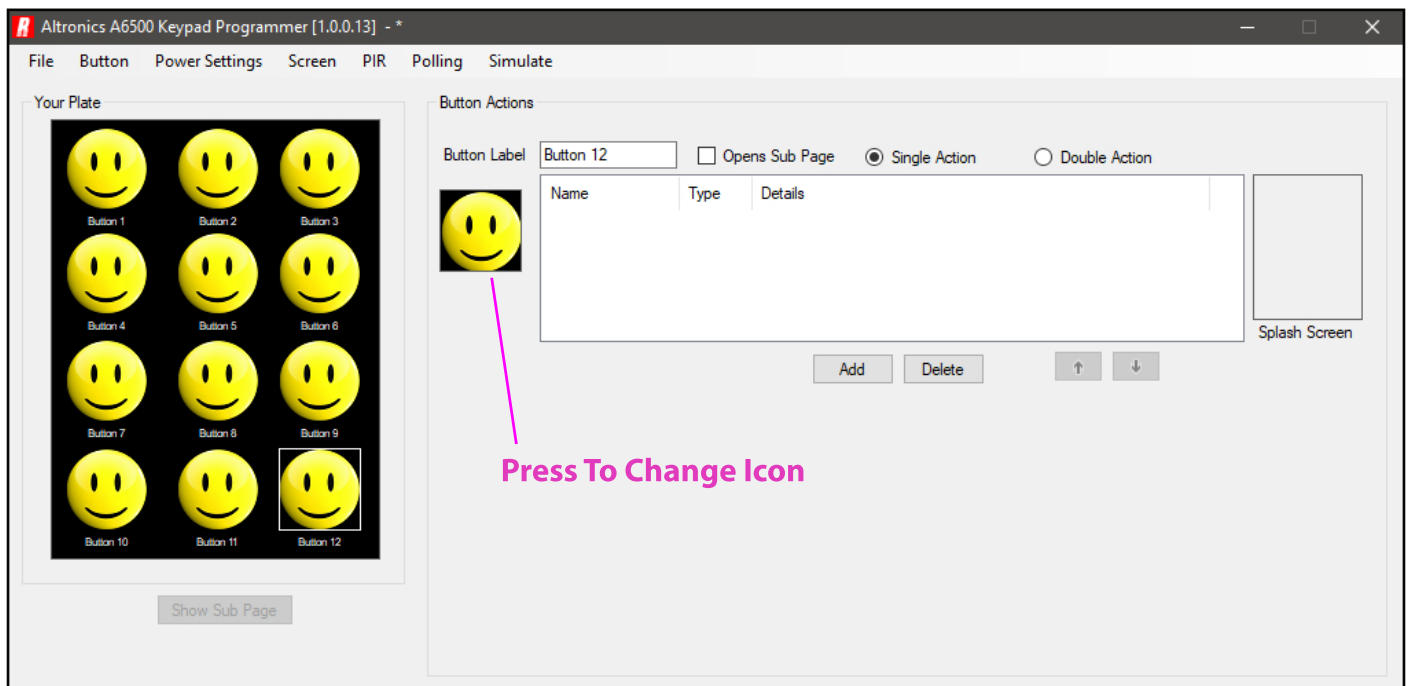 R Altronics A6500 Keypad Programmer [1.0.0.13] - *
File Button Power Settings Screen PIR Polling Simulate
Your Plate
Button 1 Button 2 Button 3
Button 4 Button 5 Button 6
Button 7 Button 8 Button 9
Button 10 Button 11 Button 12
Show Sub Page
Button Actions
Button Label Button 12 Opens Sub Page Single Action Double Action
Name Type Details
Splash Screen
Add Delete
Press To Change Icon